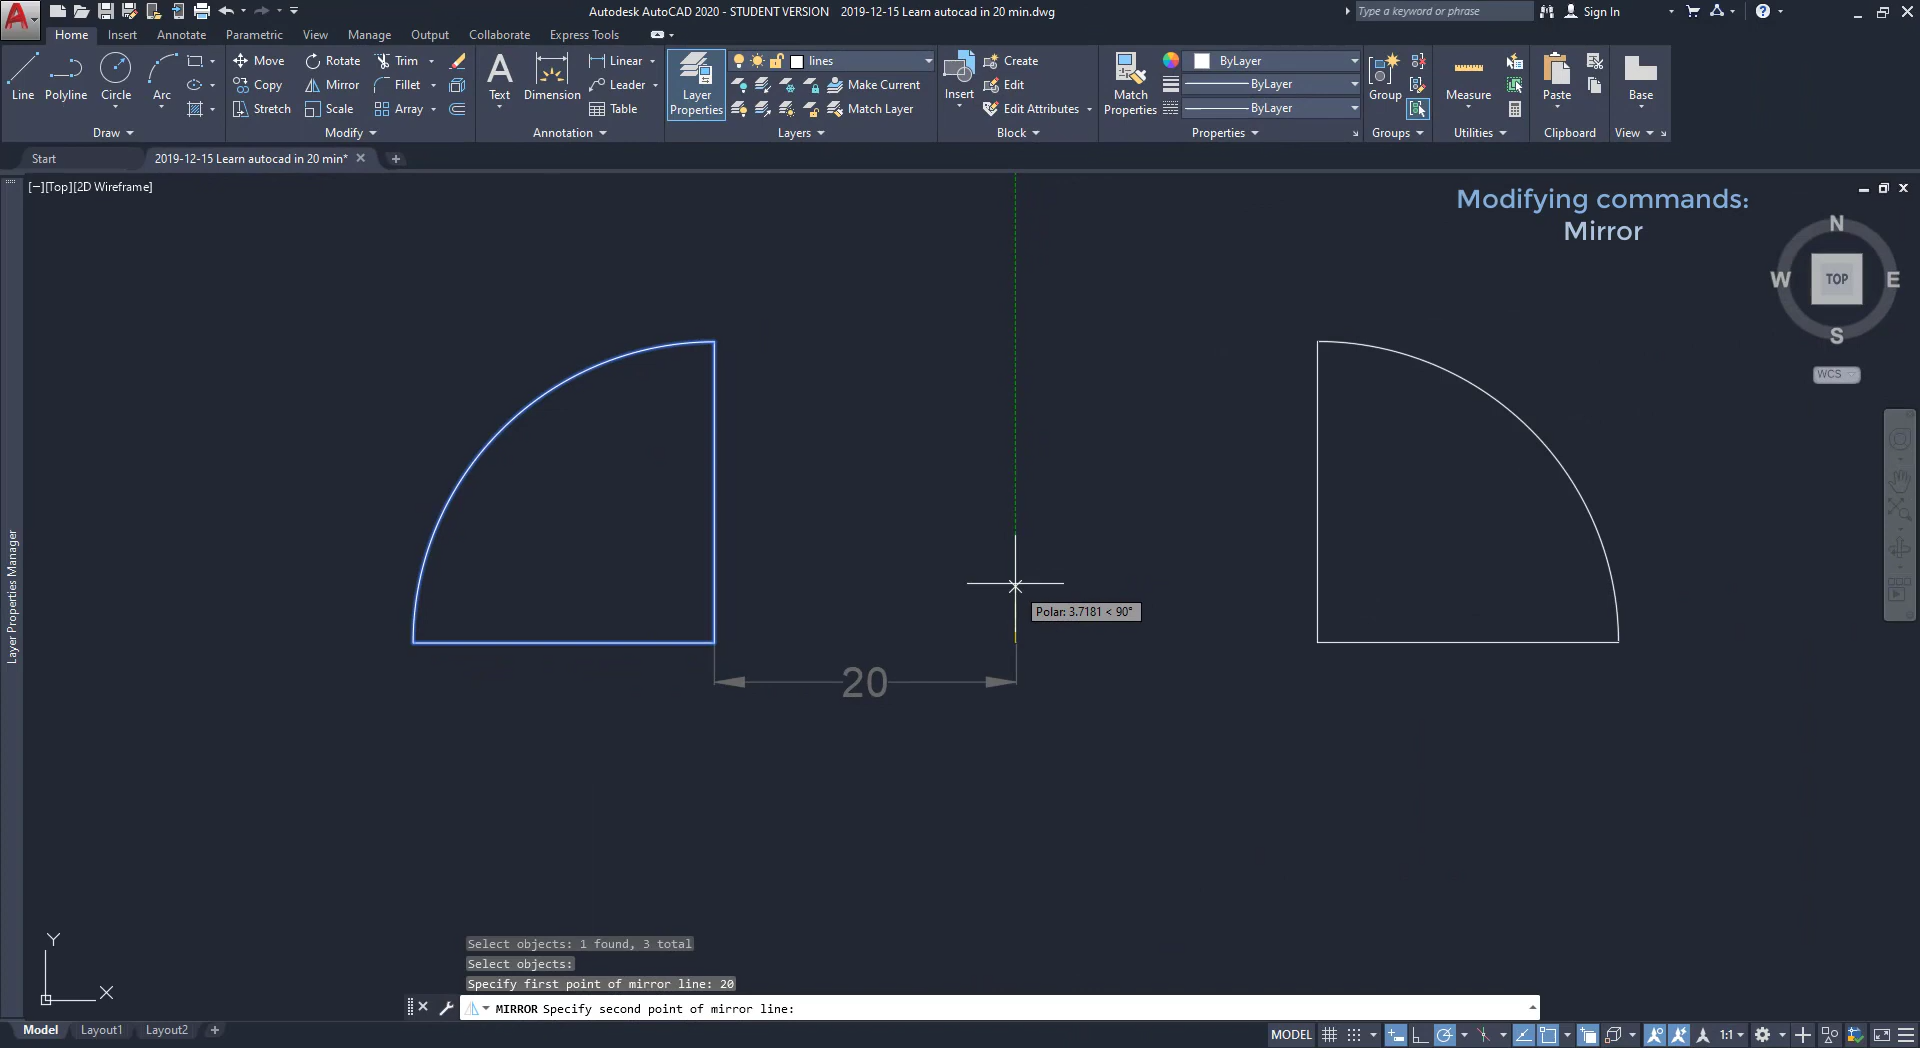 Autodesk AutoCAD 2020 - STUDENT VERSION 2019-12-15 Learn autocad in 20 min.dwg
Type a keyword or phrase
Sign In
Home Insert Annotate Parametric View Manage Output Collaborate Express Tools
Line Polyline Circle Arc
Draw
Move Rotate Trim
Copy Mirror Fillet
Stretch Scale Array
Modify
Text Dimension
Linear
Leader
Table
Annotation
Layer Properties
lines
Make Current
Match Layer
Layers
Insert
Create
Edit
Edit Attributes
Block
Match Properties
ByLayer
ByLayer
ByLayer
Properties
Group
Groups
Measure
Utilities
Paste
Clipboard
Base
View
Start 2019-12-15 Learn autocad in 20 min*
[−][Top][2D Wireframe]
Modifying commands:
Mirror
N
W TOP E
S
WCS
Polar: 3.7181 < 90°
20
Layer Properties Manager
Y
X
Select objects: 1 found, 3 total
Select objects:
Specify first point of mirror line: 20
MIRROR Specify second point of mirror line:
Model Layout1 Layout2
MODEL 1:1